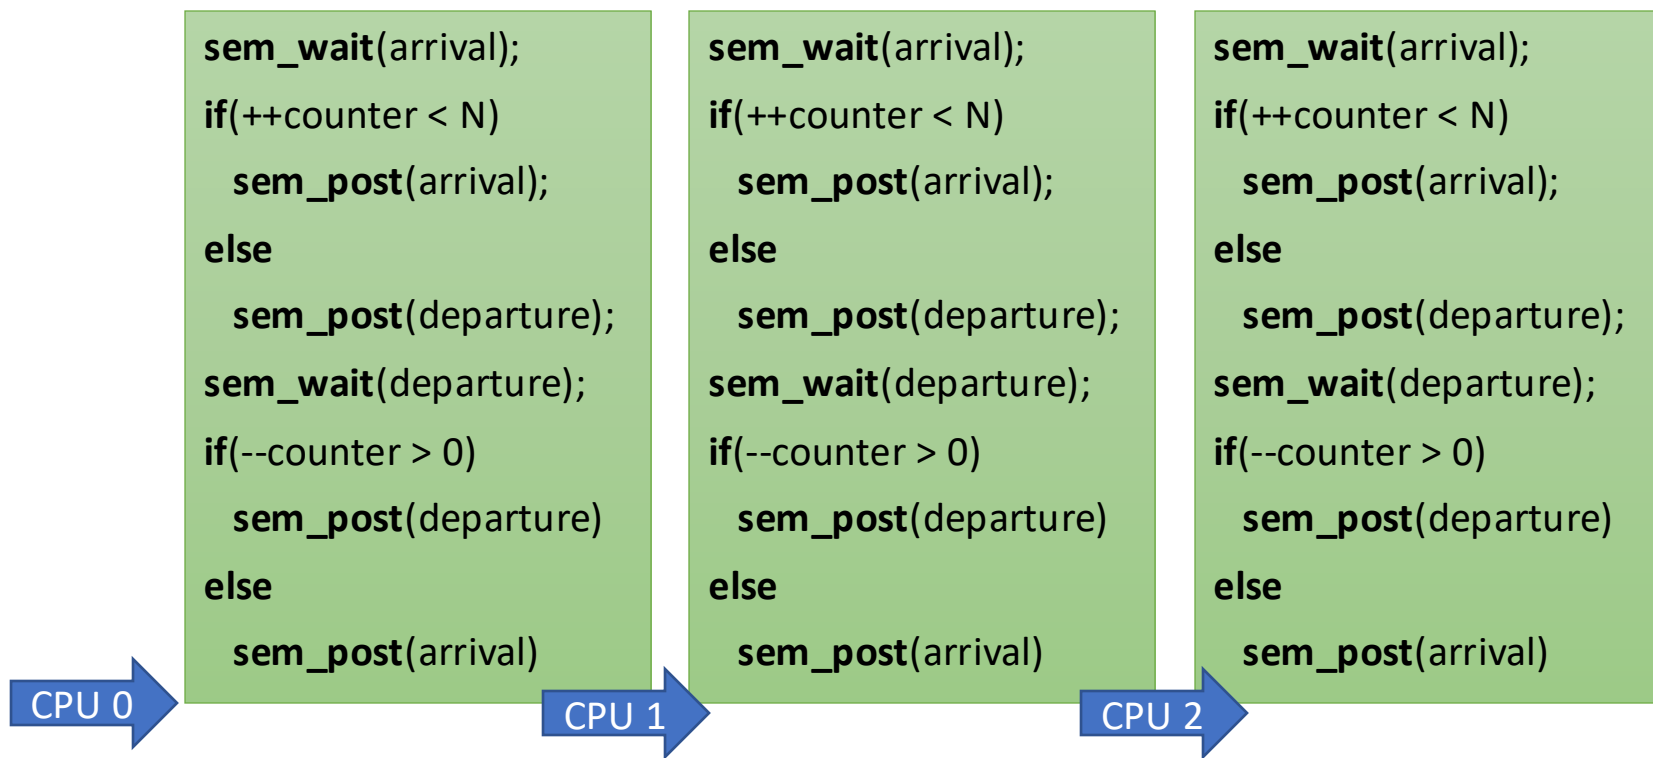 sem_wait(arrival);
if(++counter < N)
sem_post(arrival);
else
sem_post(departure);
sem_wait(departure);
if(--counter > 0)
sem_post(departure)
else
sem_post(arrival)
CPU 0
sem_wait(arrival);
if(++counter < N)
sem_post(arrival);
else
sem_post(departure);
sem_wait(departure);
if(--counter > 0)
sem_post(departure)
else
sem_post(arrival)
CPU 1
sem_wait(arrival);
if(++counter < N)
sem_post(arrival);
else
sem_post(departure);
sem_wait(departure);
if(--counter > 0)
sem_post(departure)
else
sem_post(arrival)
CPU 2